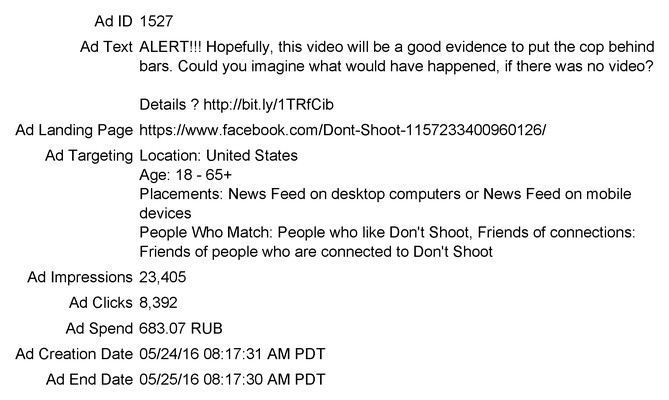 Ad ID 1527
Ad Text ALERT!!! Hopefully, this video will be a good evidence to put the cop behind
bars. Could you imagine what would have happened, if there was no video?
Details ? http://bit.ly/1TRfCib
Ad Landing Page https://www.facebook.com/Dont-Shoot-1157233400960126/
Ad Targeting Location: United States
Age: 18 - 65+
Placements: News Feed on desktop computers or News Feed on mobile
devices
People Who Match: People who like Don't Shoot, Friends of connections:
Friends of people who are connected to Don't Shoot
Ad Impressions 23,405
Ad Clicks 8,392
Ad Spend 683.07 RUB
Ad Creation Date 05/24/16 08:17:31 AM PDT
Ad End Date 05/25/16 08:17:30 AM PDT